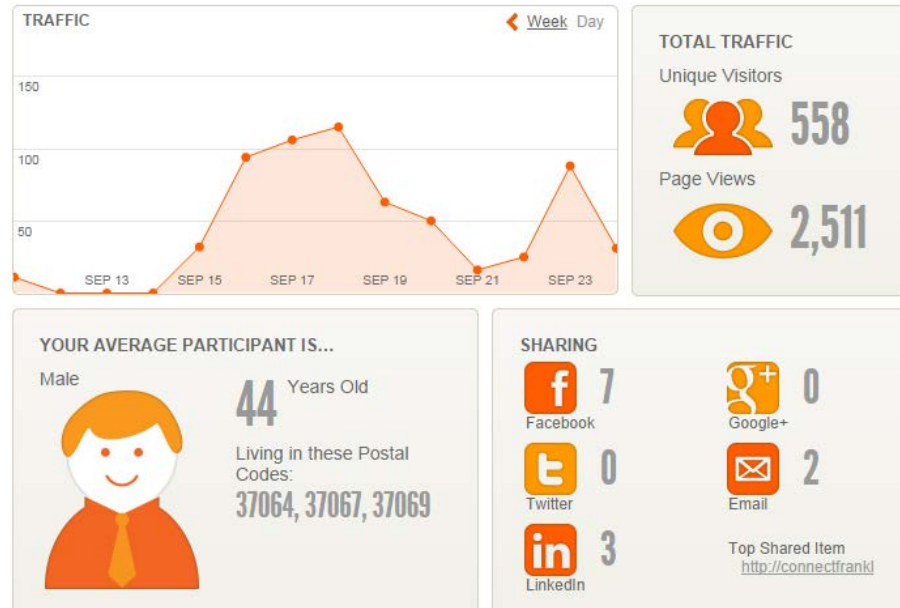 TRAFFIC
Week Day
150
100
50
SEP 13 SEP 15 SEP 17 SEP 19 SEP 21 SEP 23
TOTAL TRAFFIC
Unique Visitors
558
Page Views
2,511
YOUR AVERAGE PARTICIPANT IS...
Male
44 Years Old
Living in these Postal
Codes:
37064, 37067, 37069
SHARING
f 7
Facebook
g+ 0
Google+
t 0
Twitter
2
Email
in 3
LinkedIn
Top Shared Item
http://connectfrankl